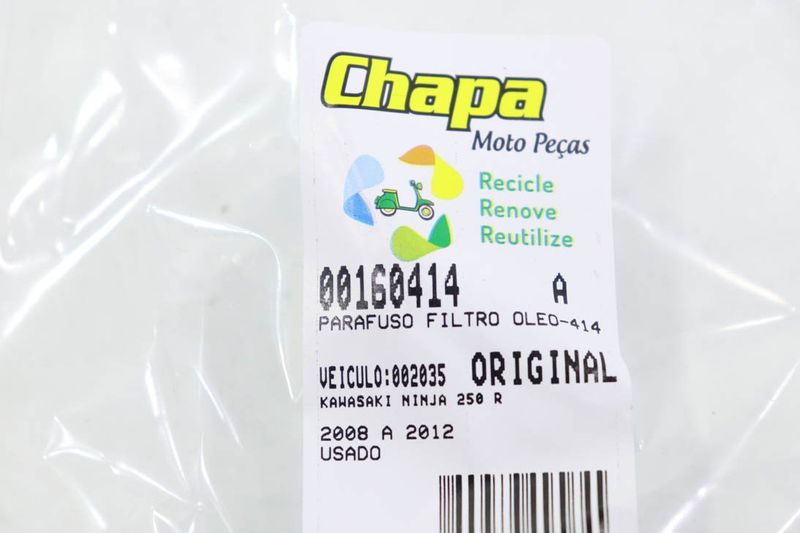 Chapa
Moto Peças
Recicle
Renove
Reutilize
00160414 A
PARAFUSO FILTRO OLEO-414
VEICULO:002035 ORIGINAL
KAWASAKI NINJA 250 R
2008 A 2012
USADO